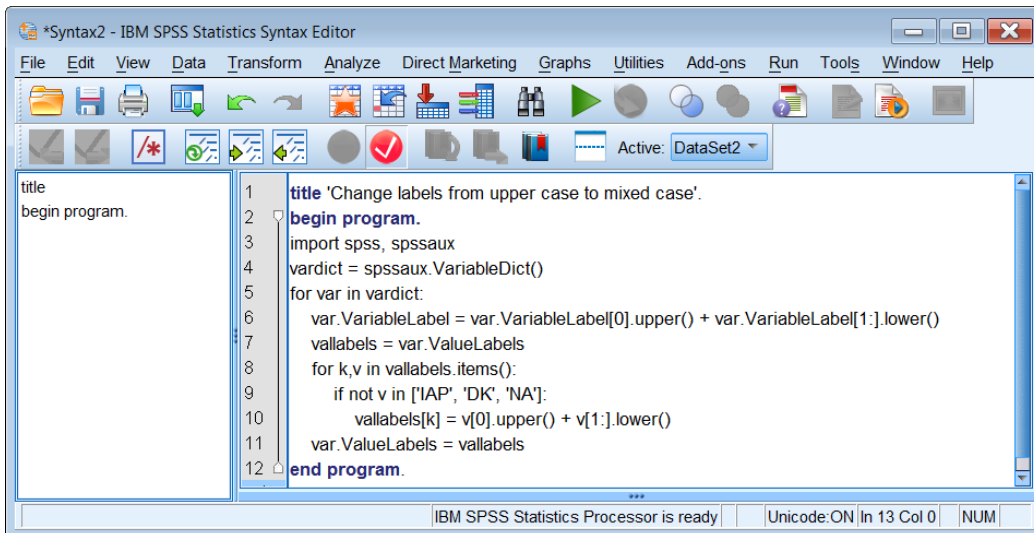 *Syntax2 - IBM SPSS Statistics Syntax Editor
File Edit View Data Transform Analyze Direct Marketing Graphs Utilities Add-ons Run Tools Window Help
Active: DataSet2
title
begin program.
1 title 'Change labels from upper case to mixed case'.
2 begin program.
3 import spss, spssaux
4 vardict = spssaux.VariableDict()
5 for var in vardict:
6 var.VariableLabel = var.VariableLabel[0].upper() + var.VariableLabel[1:].lower()
7 vallabels = var.ValueLabels
8 for k,v in vallabels.items():
9 if not v in ['IAP', 'DK', 'NA']:
10 vallabels[k] = v[0].upper() + v[1:].lower()
11 var.ValueLabels = vallabels
12 end program.
IBM SPSS Statistics Processor is ready Unicode:ON In 13 Col 0 NUM